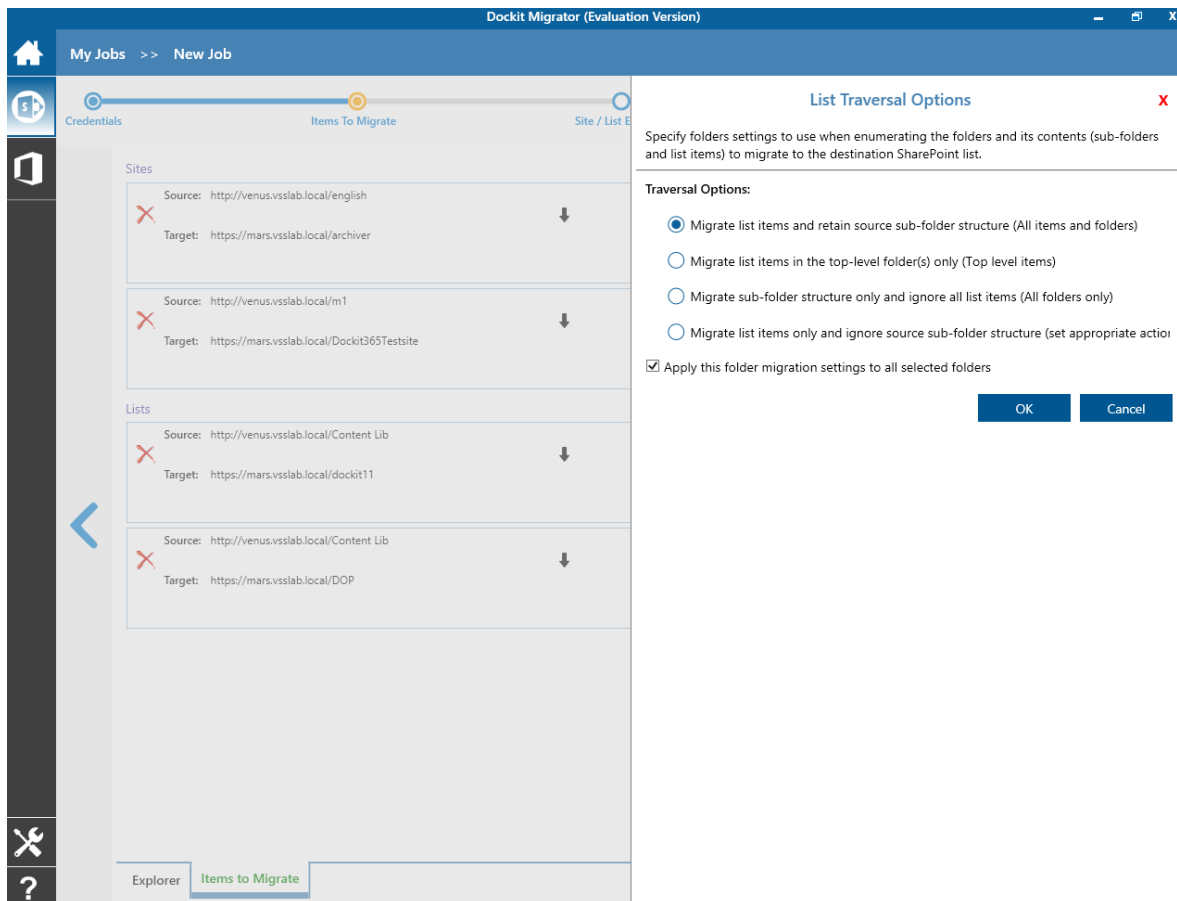 Dockit Migrator (Evaluation Version)
X
My Jobs >> New Job
Credentials
Items To Migrate
Site / List E
Sites
Source: http://venus.vsslab.local/english
Target: https://mars.vsslab.local/archiver
Source: http://venus.vsslab.local/m1
Target: https://mars.vsslab.local/Dockit365Testsite
Lists
Source: http://venus.vsslab.local/Content Lib
Target: https://mars.vsslab.local/dockit11
Source: http://venus.vsslab.local/Content Lib
Target: https://mars.vsslab.local/DOP
Explorer
Items to Migrate
List Traversal Options
X
Specify folders settings to use when enumerating the folders and its contents (sub-folders
and list items) to migrate to the destination SharePoint list.
Traversal Options:
Migrate list items and retain source sub-folder structure (All items and folders)
Migrate list items in the top-level folder(s) only (Top level items)
Migrate sub-folder structure only and ignore all list items (All folders only)
Migrate list items only and ignore source sub-folder structure (set appropriate action
Apply this folder migration settings to all selected folders
OK
Cancel
S
?